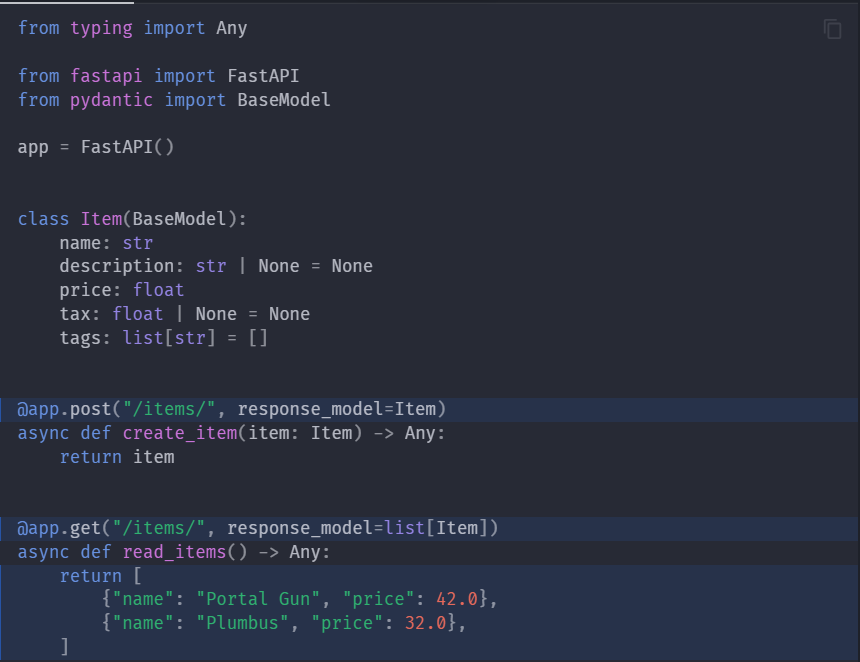 from typing import Any
from fastapi import FastAPI
from pydantic import BaseModel
app = FastAPI()
class Item(BaseModel):
    name: str
    description: str | None = None
    price: float
    tax: float | None = None
    tags: list[str] = []
@app.post("/items/", response_model=Item)
async def create_item(item: Item) -> Any:
    return item
@app.get("/items/", response_model=list[Item])
async def read_items() -> Any:
    return [
        {"name": "Portal Gun", "price": 42.0},
        {"name": "Plumbus", "price": 32.0},
    ]